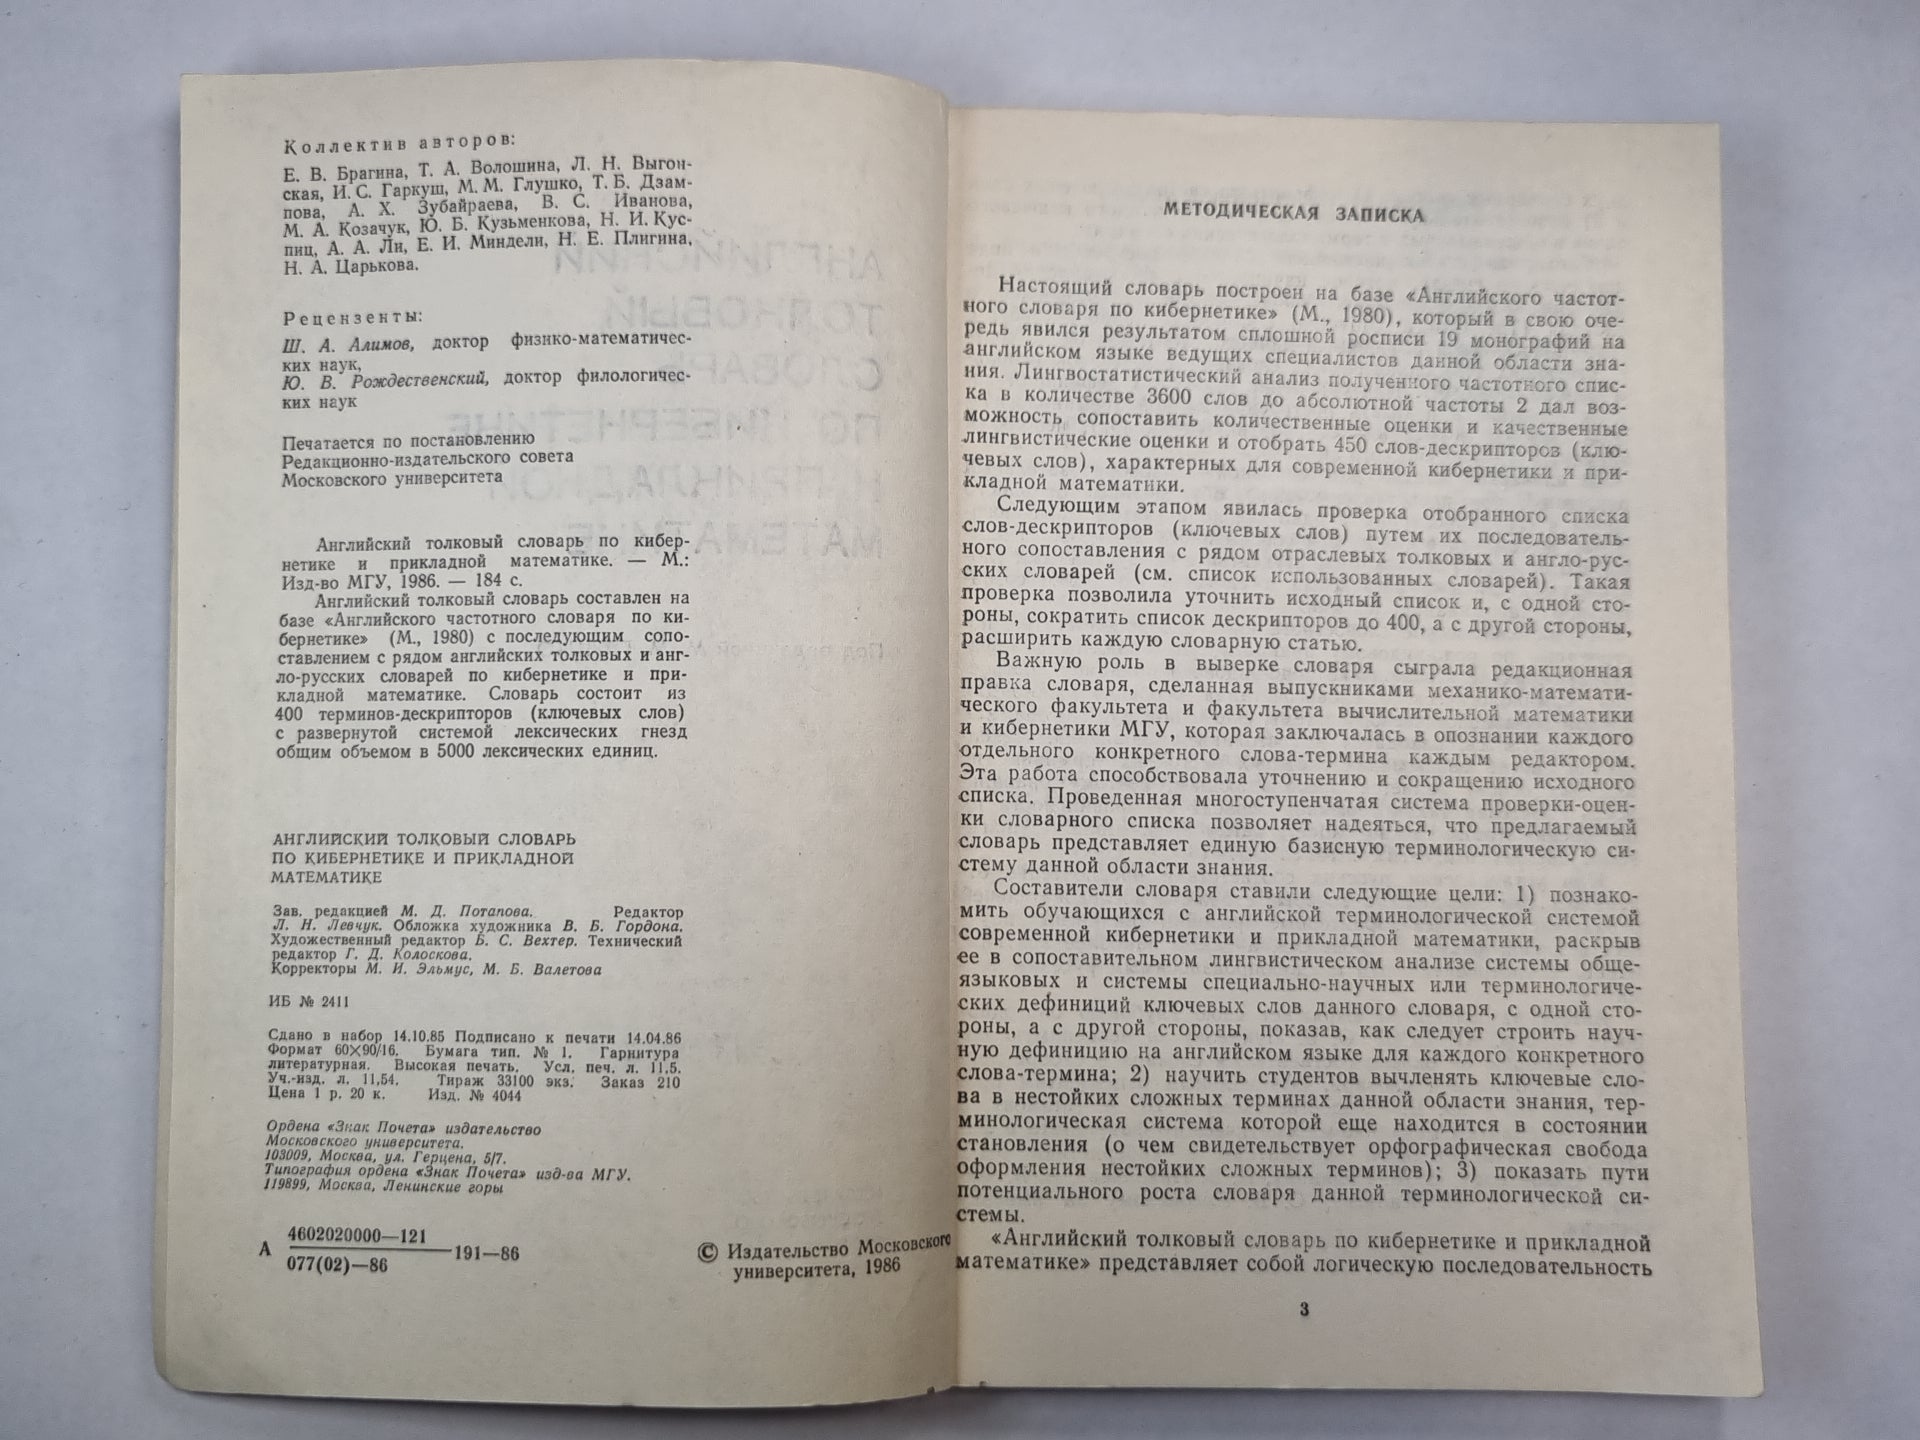 Коллектив авторов:
Е. В. Брагина, Т. А. Волошина, Л. Н. Выгон-
ская, И. С. Гаркуш, М. М. Глушко, Т. Б. Дзам-
пова, А. Х. Зубайраева, В. С. Иванова,
М. А. Козачук, Ю. Б. Кузьменкова, Н. И. Кус-
пиц, А. А. Ли, Е. И. Миндели, Н. Е. Плигина,
Н. А. Царькова.
Рецензенты:
Ш. А. Алимов, доктор физико-математичес-
ких наук,
Ю. В. Рождественский, доктор филологичес-
ких наук
Печатается по постановлению
Редакционно-издательского совета
Московского университета
Английский толковый словарь по кибер-
нетике и прикладной математике. — М.:
Изд-во МГУ, 1986. — 184 с.
Английский толковый словарь составлен на
базе «Английского частотного словаря по ки-
бернетике» (М., 1980) с последующим сопо-
ставлением с рядом английских толковых и анг-
ло-русских словарей по кибернетике и при-
кладной математике. Словарь состоит из
400 терминов-дескрипторов (ключевых слов)
с развернутой системой лексических гнезд
общим объемом в 5000 лексических единиц.
АНГЛИЙСКИЙ ТОЛКОВЫЙ СЛОВАРЬ
ПО КИБЕРНЕТИКЕ И ПРИКЛАДНОЙ
МАТЕМАТИКЕ
Зав. редакцией М. Д. Потапова. Редактор
Л. Н. Левчук. Обложка художника В. Б. Гордона.
Художественный редактор Б. С. Вехтер. Технический
редактор Г. Д. Колоскова.
Корректоры М. И. Эльмус, М. Б. Валетова
ИБ № 2411
Сдано в набор 14.10.85 Подписано к печати 14.04.86
Формат 60×90/16. Бумага тип. № 1. Гарнитура
литературная. Высокая печать. Усл. печ. л. 11,5.
Уч.-изд. л. 11,54. Тираж 33100 экз. Заказ 210
Цена 1 р. 20 к. Изд. № 4044
Ордена «Знак Почета» издательство
Московского университета.
103009, Москва, ул. Герцена, 5/7.
Типография ордена «Знак Почета» изд-ва МГУ.
119899, Москва, Ленинские горы
А 4602020000—121
077(02)—86 191—86
© Издательство Московского
университета, 1986
МЕТОДИЧЕСКАЯ ЗАПИСКА
Настоящий словарь построен на базе «Английского частот-
ного словаря по кибернетике» (М., 1980), который в свою оче-
редь явился результатом сплошной росписи 19 монографий на
английском языке ведущих специалистов данной области зна-
ния. Лингвостатистический анализ полученного частотного спис-
ка в количестве 3600 слов до абсолютной частоты 2 дал воз-
можность сопоставить количественные оценки и качественные
лингвистические оценки и отобрать 450 слов-дескрипторов (клю-
чевых слов), характерных для современной кибернетики и при-
кладной математики.
Следующим этапом явилась проверка отобранного списка
слов-дескрипторов (ключевых слов) путем их последователь-
ного сопоставления с рядом отраслевых толковых и англо-рус-
ских словарей (см. список использованных словарей). Такая
проверка позволила уточнить исходный список и, с одной сто-
роны, сократить список дескрипторов до 400, а с другой стороны,
расширить каждую словарную статью.
Важную роль в выверке словаря сыграла редакционная
правка словаря, сделанная выпускниками механико-математи-
ческого факультета и факультета вычислительной математики
и кибернетики МГУ, которая заключалась в опознании каждого
отдельного конкретного слова-термина каждым редактором.
Эта работа способствовала уточнению и сокращению исходного
списка. Проведенная многоступенчатая система проверки-оцен-
ки словарного списка позволяет надеяться, что предлагаемый
словарь представляет единую базисную терминологическую си-
стему данной области знания.
Составители словаря ставили следующие цели: 1) познако-
мить обучающихся с английской терминологической системой
современной кибернетики и прикладной математики, раскрыв
ее в сопоставительном лингвистическом анализе системы обще-
языковых и системы специально-научных или терминологиче-
ских дефиниций ключевых слов данного словаря, с одной сто-
роны, а с другой стороны, показав, как следует строить науч-
ную дефиницию на английском языке для каждого конкретного
слова-термина; 2) научить студентов вычленять ключевые сло-
ва в нестойких сложных терминах данной области знания, тер-
минологическая система которой еще находится в состоянии
становления (о чем свидетельствует орфографическая свобода
оформления нестойких сложных терминов); 3) показать пути
потенциального роста словаря данной терминологической си-
стемы.
«Английский толковый словарь по кибернетике и прикладной
математике» представляет собой логическую последовательность
3